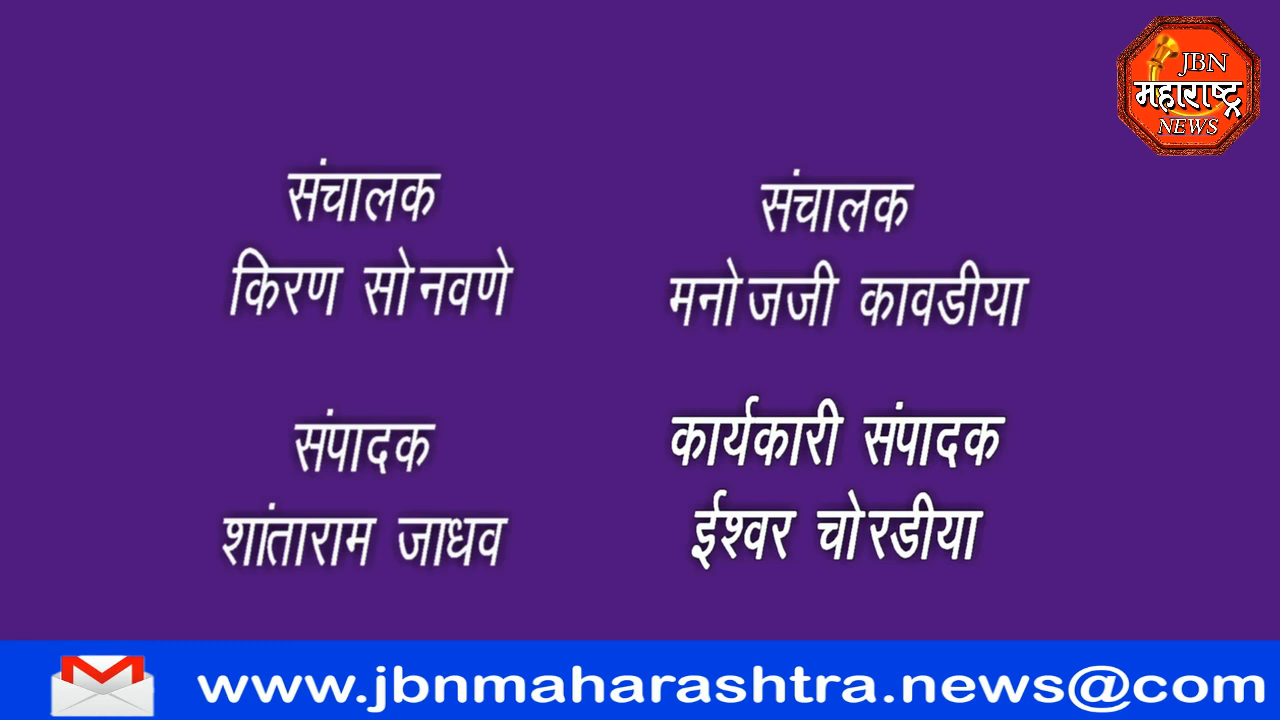 JBN
महाराष्ट्र
NEWS
संचालक
किरण सोनवणे
संचालक
मनोजजी कावडीया
संपादक
शांताराम जाधव
कार्यकारी संपादक
ईश्वर चोरडीया
www.jbnmaharashtra.news@com